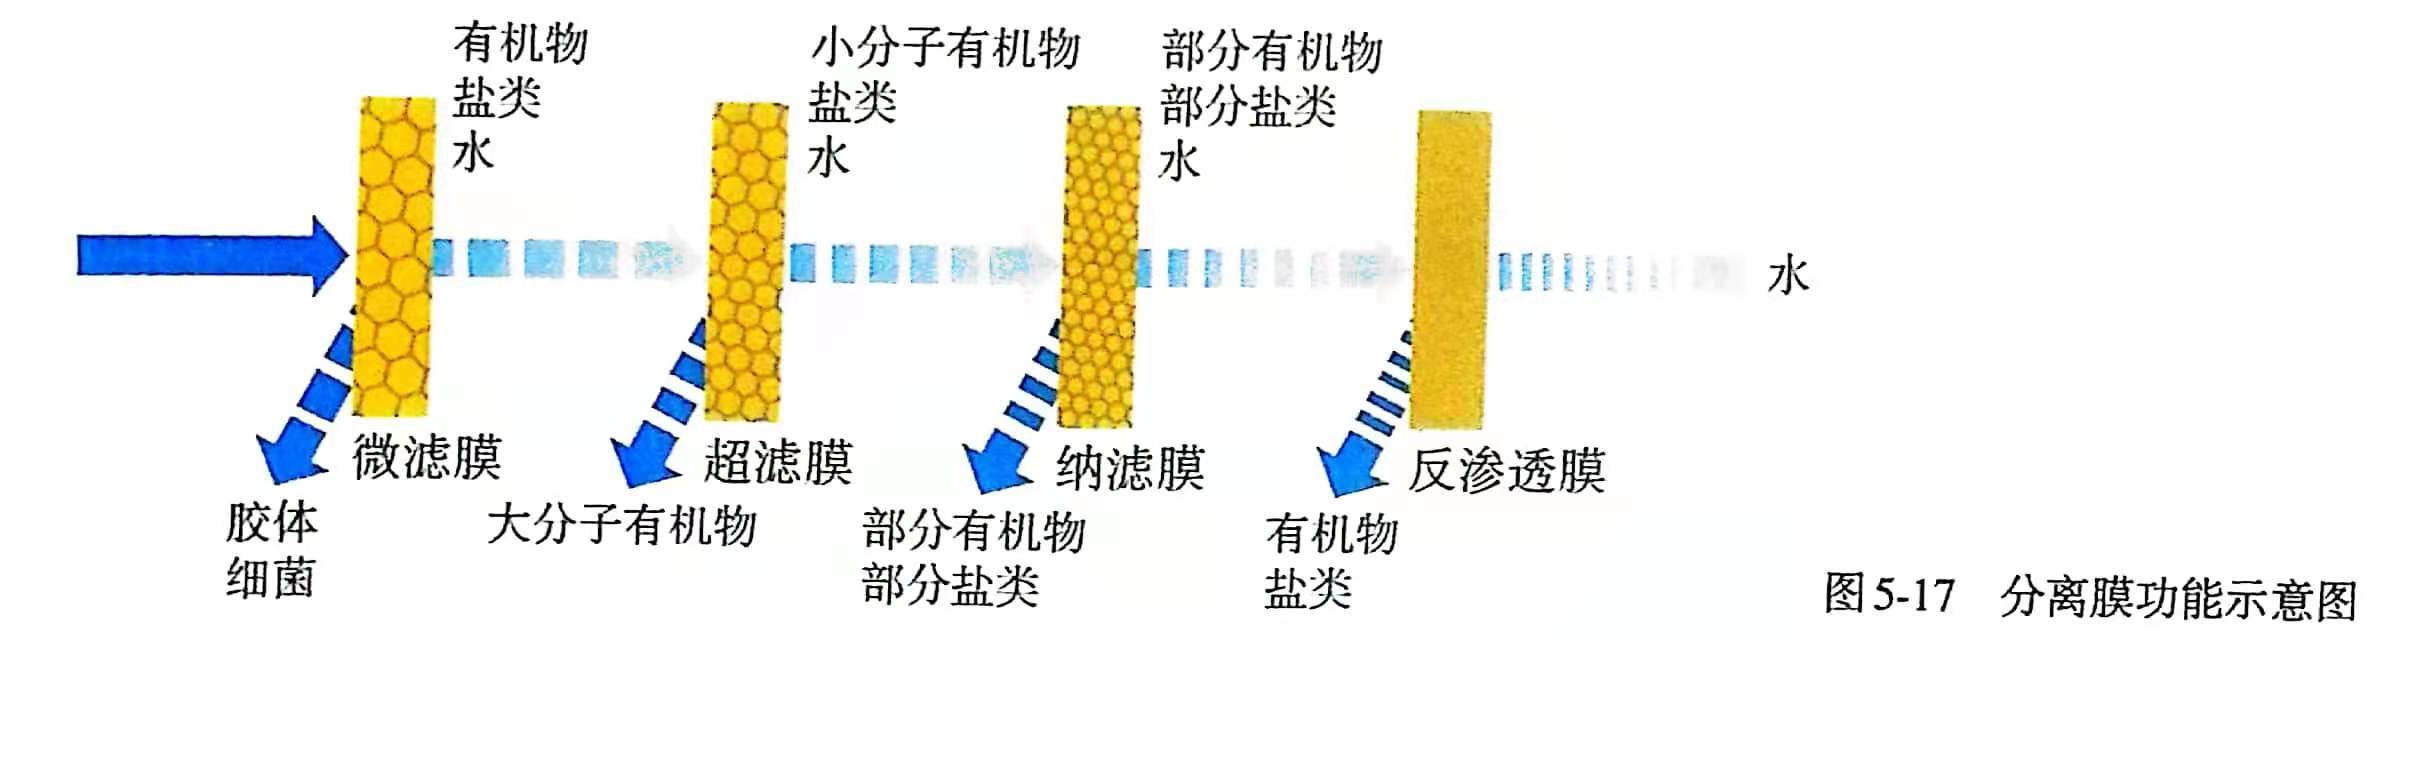 有机物
盐类
水
小分子有机物
盐类
水
部分有机物
部分盐类
水
水
微滤膜
超滤膜
纳滤膜
反渗透膜
胶体
细菌
大分子有机物
部分有机物
部分盐类
有机物
盐类
图5-17 分离膜功能示意图